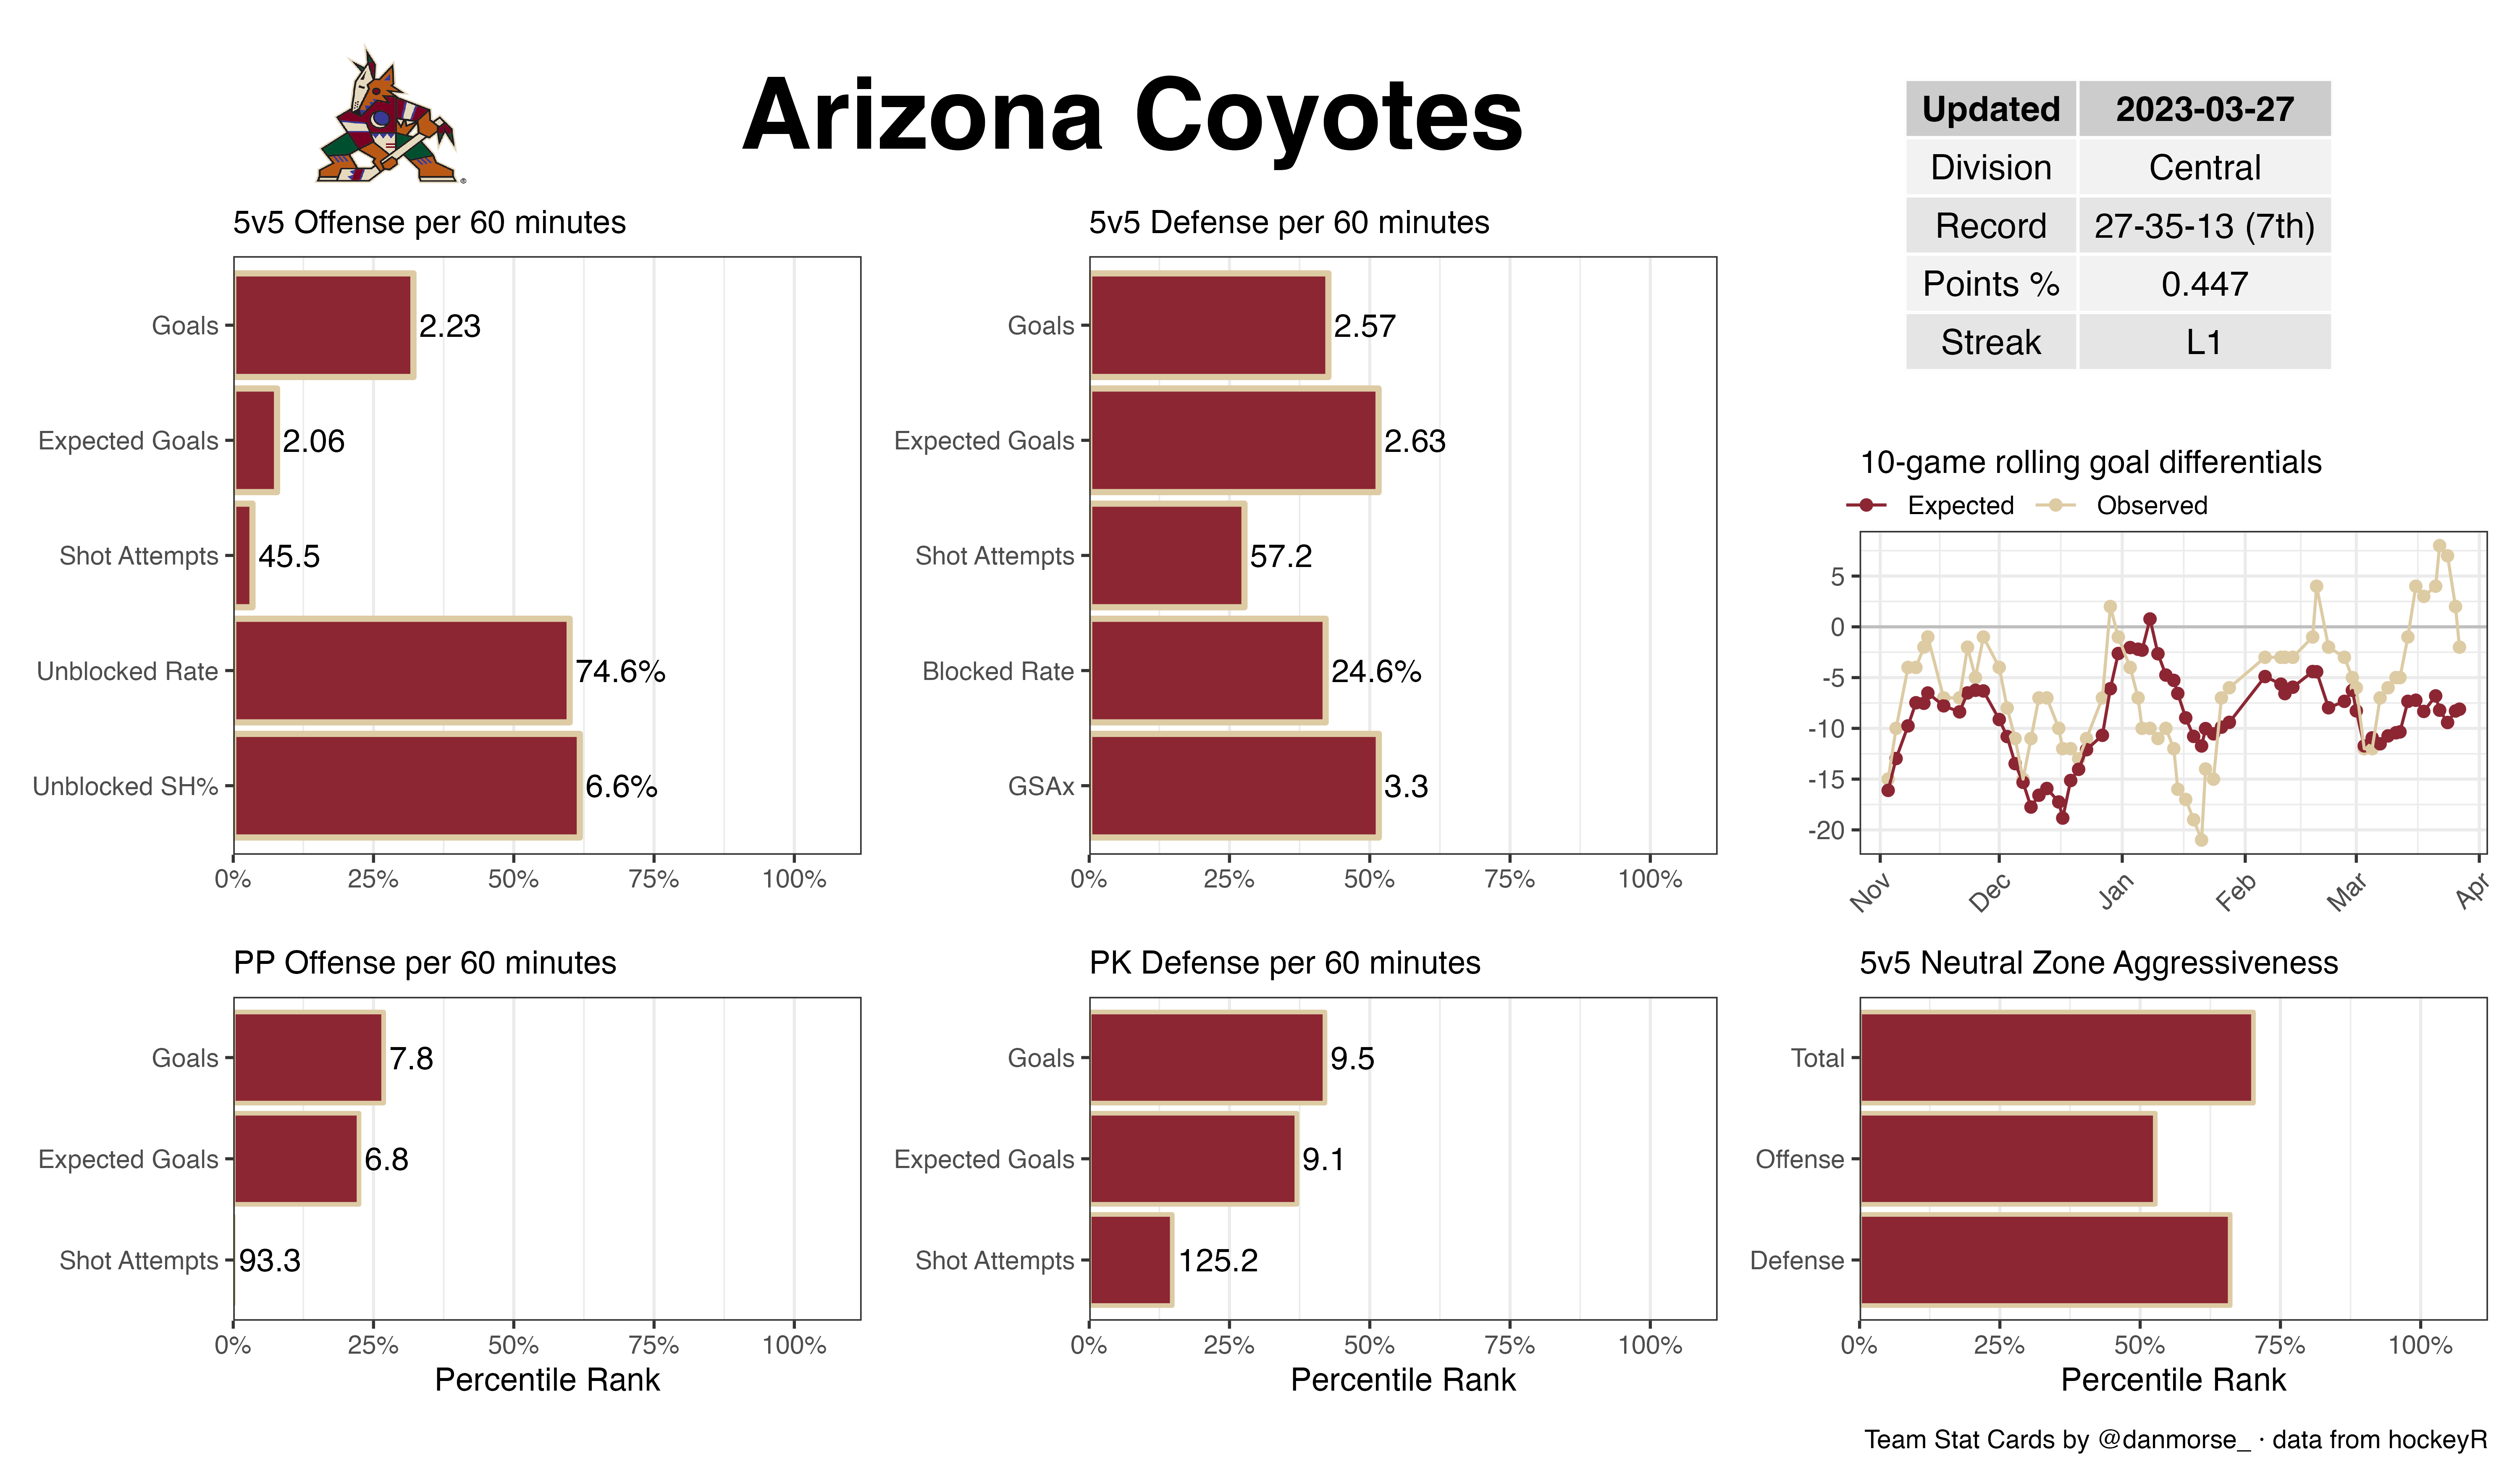 Arizona Coyotes
Updated 2023-03-27
Division Central
Record 27-35-13 (7th)
Points % 0.447
Streak L1
5v5 Offense per 60 minutes
Goals 2.23
Expected Goals 2.06
Shot Attempts 45.5
Unblocked Rate 74.6%
Unblocked SH% 6.6%
0% 25% 50% 75% 100%
5v5 Defense per 60 minutes
Goals 2.57
Expected Goals 2.63
Shot Attempts 57.2
Blocked Rate 24.6%
GSAx 3.3
0% 25% 50% 75% 100%
10-game rolling goal differentials
Expected Observed
5
0
-5
-10
-15
-20
Nov Dec Jan Feb Mar Apr
PP Offense per 60 minutes
Goals 7.8
Expected Goals 6.8
Shot Attempts 93.3
0% 25% 50% 75% 100%
Percentile Rank
PK Defense per 60 minutes
Goals 9.5
Expected Goals 9.1
Shot Attempts 125.2
0% 25% 50% 75% 100%
Percentile Rank
5v5 Neutral Zone Aggressiveness
Total
Offense
Defense
0% 25% 50% 75% 100%
Percentile Rank
Team Stat Cards by @danmorse_ · data from hockeyR